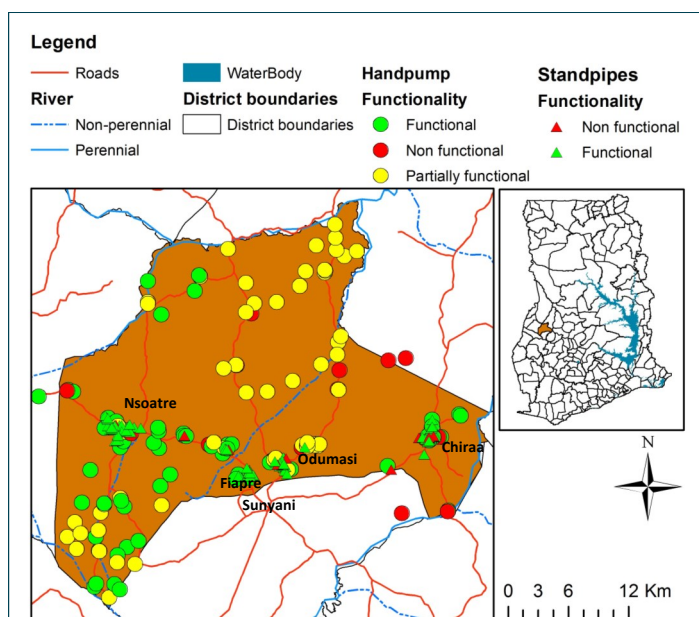 Legend
Roads
River
Non-perennial
Perennial
WaterBody
District boundaries
District boundaries
Handpump
Functionality
Functional
Non functional
Partially functional
Standpipes
Functionality
Non functional
Functional
Nsoatre
Odumasi
Chiraa
Fiapre
Sunyani
N
0 3 6 12 Km